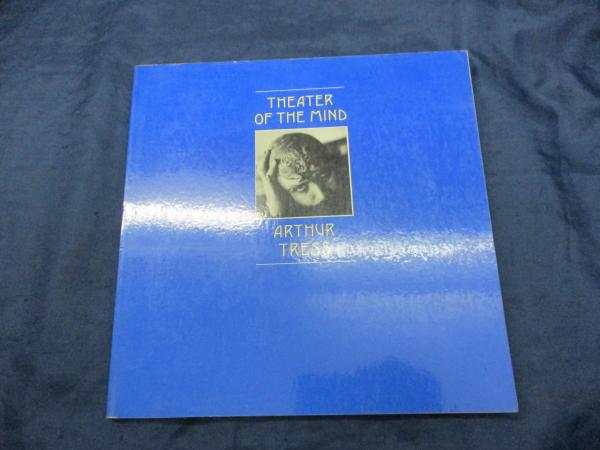 THEATER
OF THE MIND
ARTHUR
TRESS